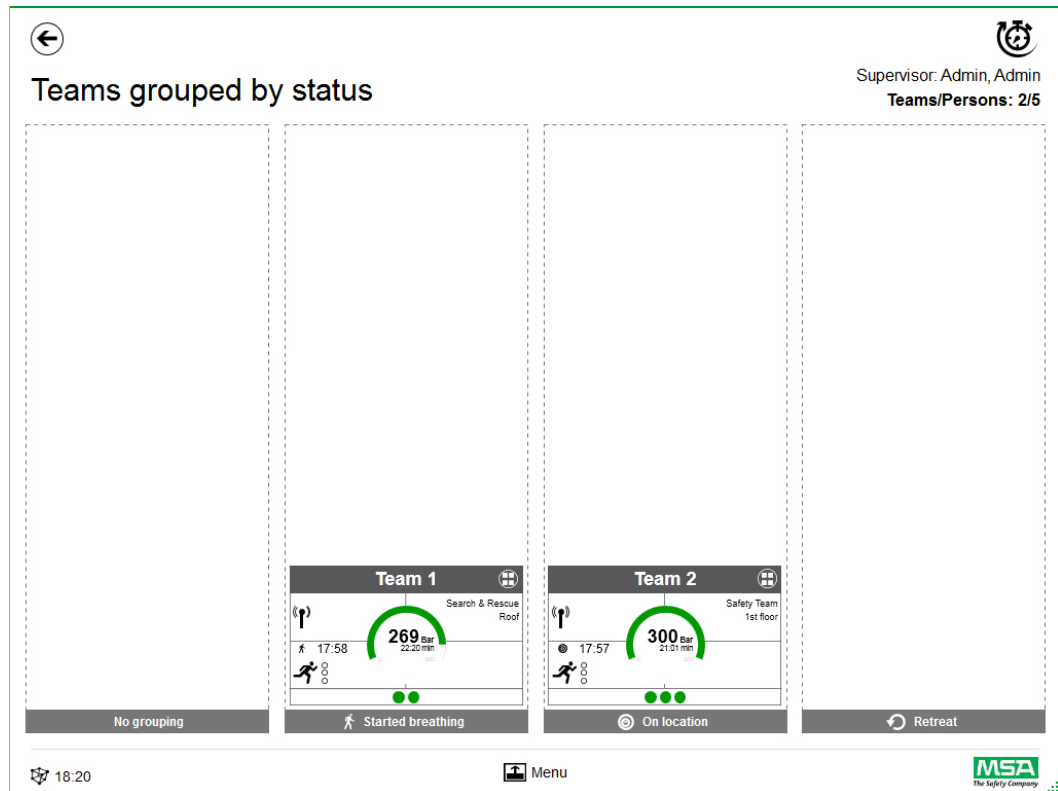 Teams grouped by status
Supervisor: Admin, Admin
Teams/Persons: 2/5
Team 1
Search & Rescue
Roof
269 Bar
22:20 min
17:58
Team 2
Safety Team
1st floor
300 Bar
21:01 min
17:57
No grouping
Started breathing
On location
Retreat
18:20
Menu
MSA
The Safety Company